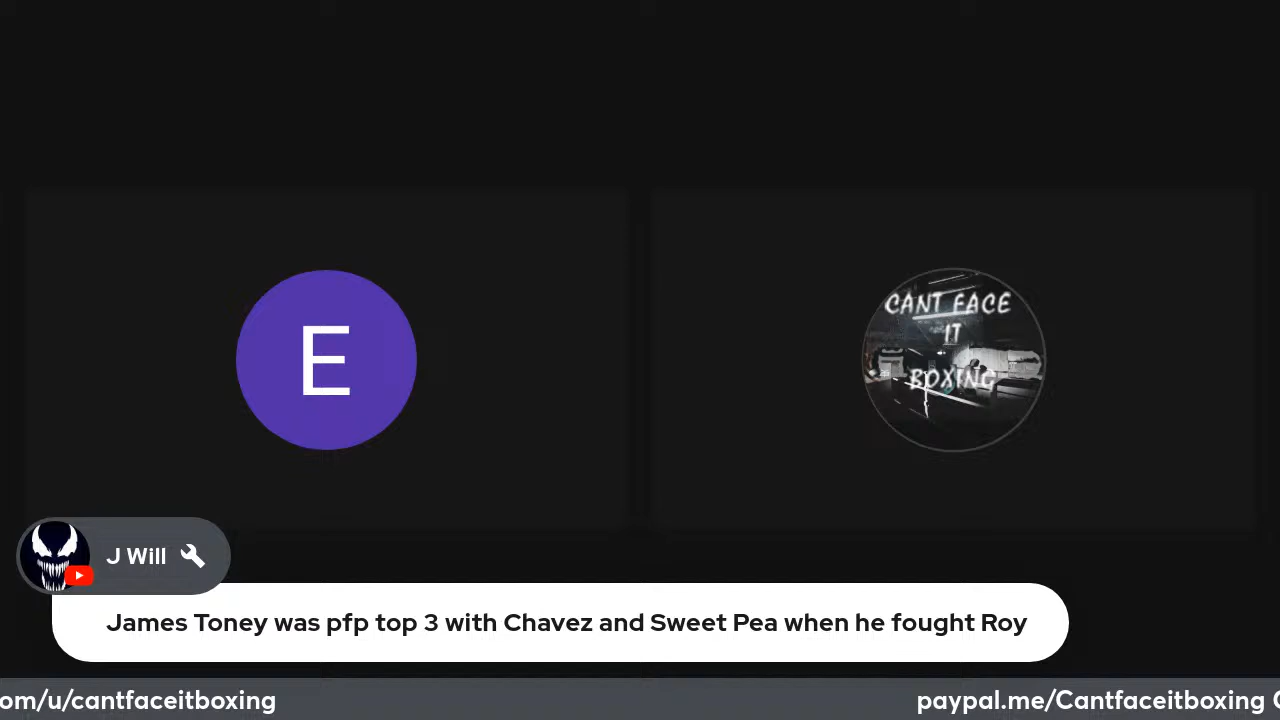 E
CANT FACE
IT
BOXING
J Will
James Toney was pfp top 3 with Chavez and Sweet Pea when he fought Roy
om/u/cantfaceitboxing
paypal.me/Cantfaceitboxing